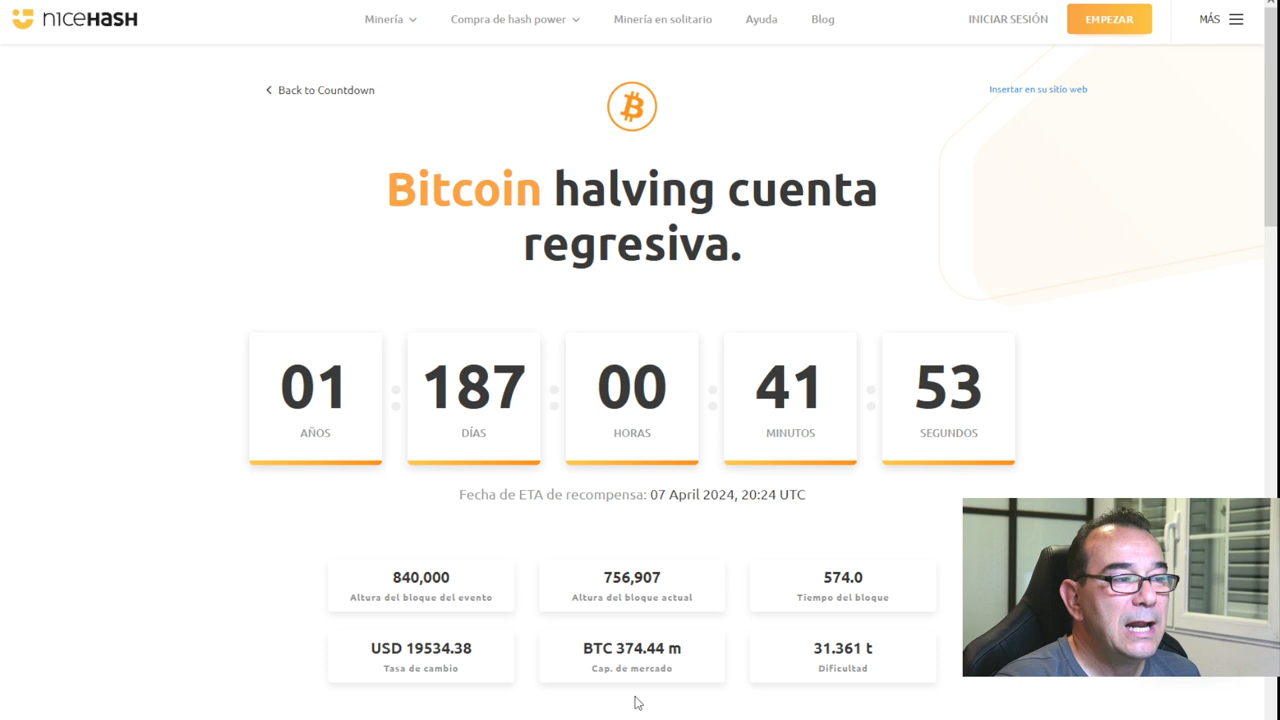 niceHASH
Minería
Compra de hash power
Minería en solitario
Ayuda
Blog
INICIAR SESIÓN
EMPEZAR
MÁS
Back to Countdown
Insertar en su sitio web
Bitcoin halving cuenta
regresiva.
01
187
00
41
53
AÑOS
DÍAS
HORAS
MINUTOS
SEGUNDOS
Fecha de ETA de recompensa: 07 April 2024, 20:24 UTC
840,000
Altura del bloque del evento
756,907
Altura del bloque actual
574.0
Tiempo del bloque
USD 19534.38
Tasa de cambio
BTC 374.44 m
Cap. de mercado
31.361 t
Dificultad